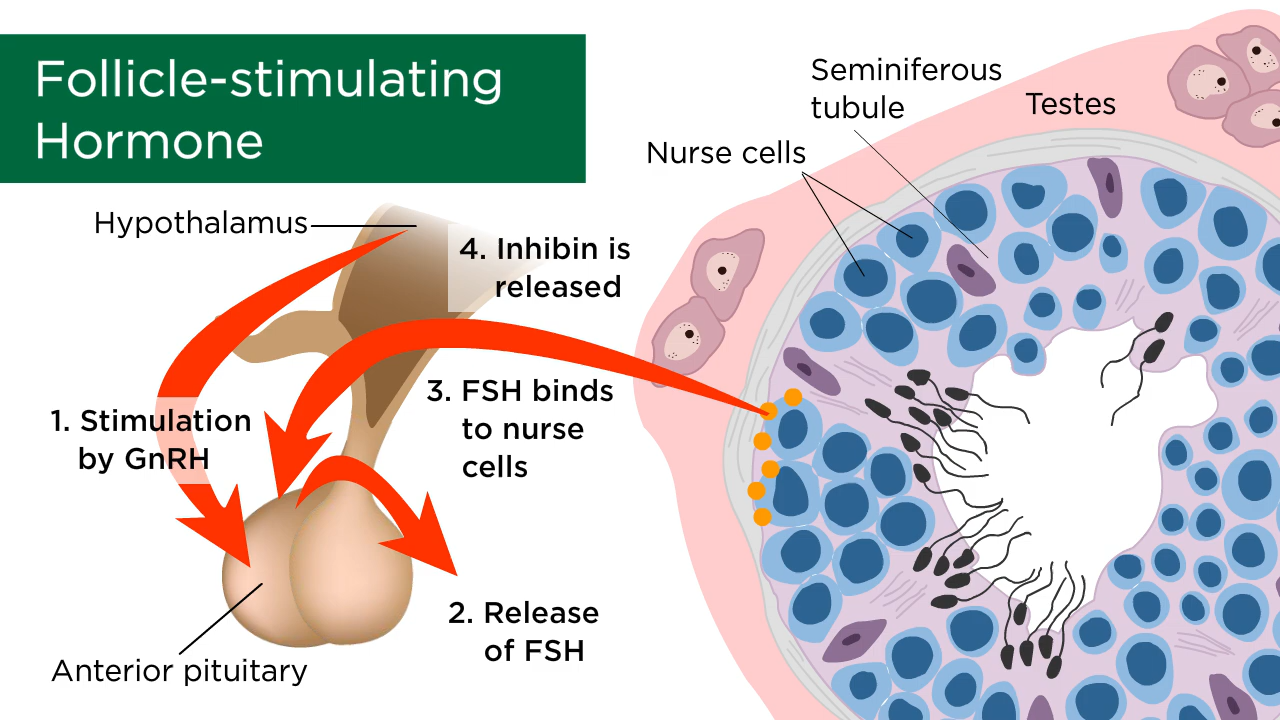 Follicle-stimulating
Hormone
Seminiferous
tubule
Testes
Nurse cells
Hypothalamus
4. Inhibin is
released
3. FSH binds
to nurse
cells
1. Stimulation
by GnRH
2. Release
of FSH
Anterior pituitary